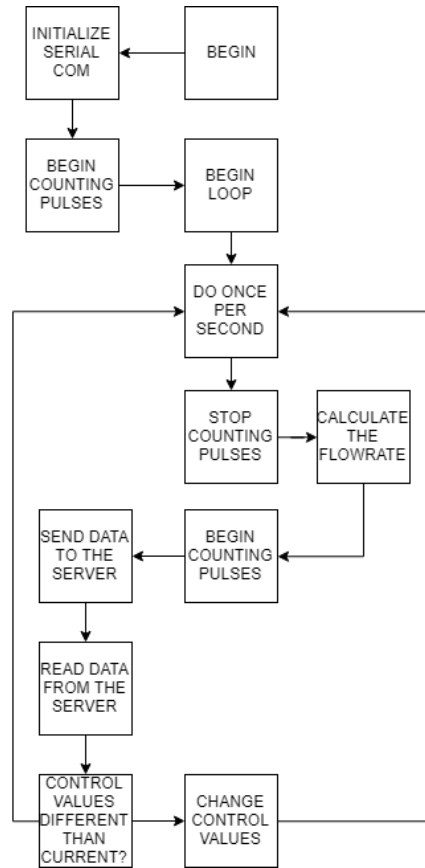 INITIALIZE
SERIAL
COM
BEGIN
BEGIN
COUNTING
PULSES
BEGIN
LOOP
DO ONCE
PER
SECOND
STOP
COUNTING
PULSES
CALCULATE
THE
FLOWRATE
SEND DATA
TO THE
SERVER
BEGIN
COUNTING
PULSES
READ DATA
FROM THE
SERVER
CONTROL
VALUES
DIFFERENT
THAN
CURRENT?
CHANGE
CONTROL
VALUES